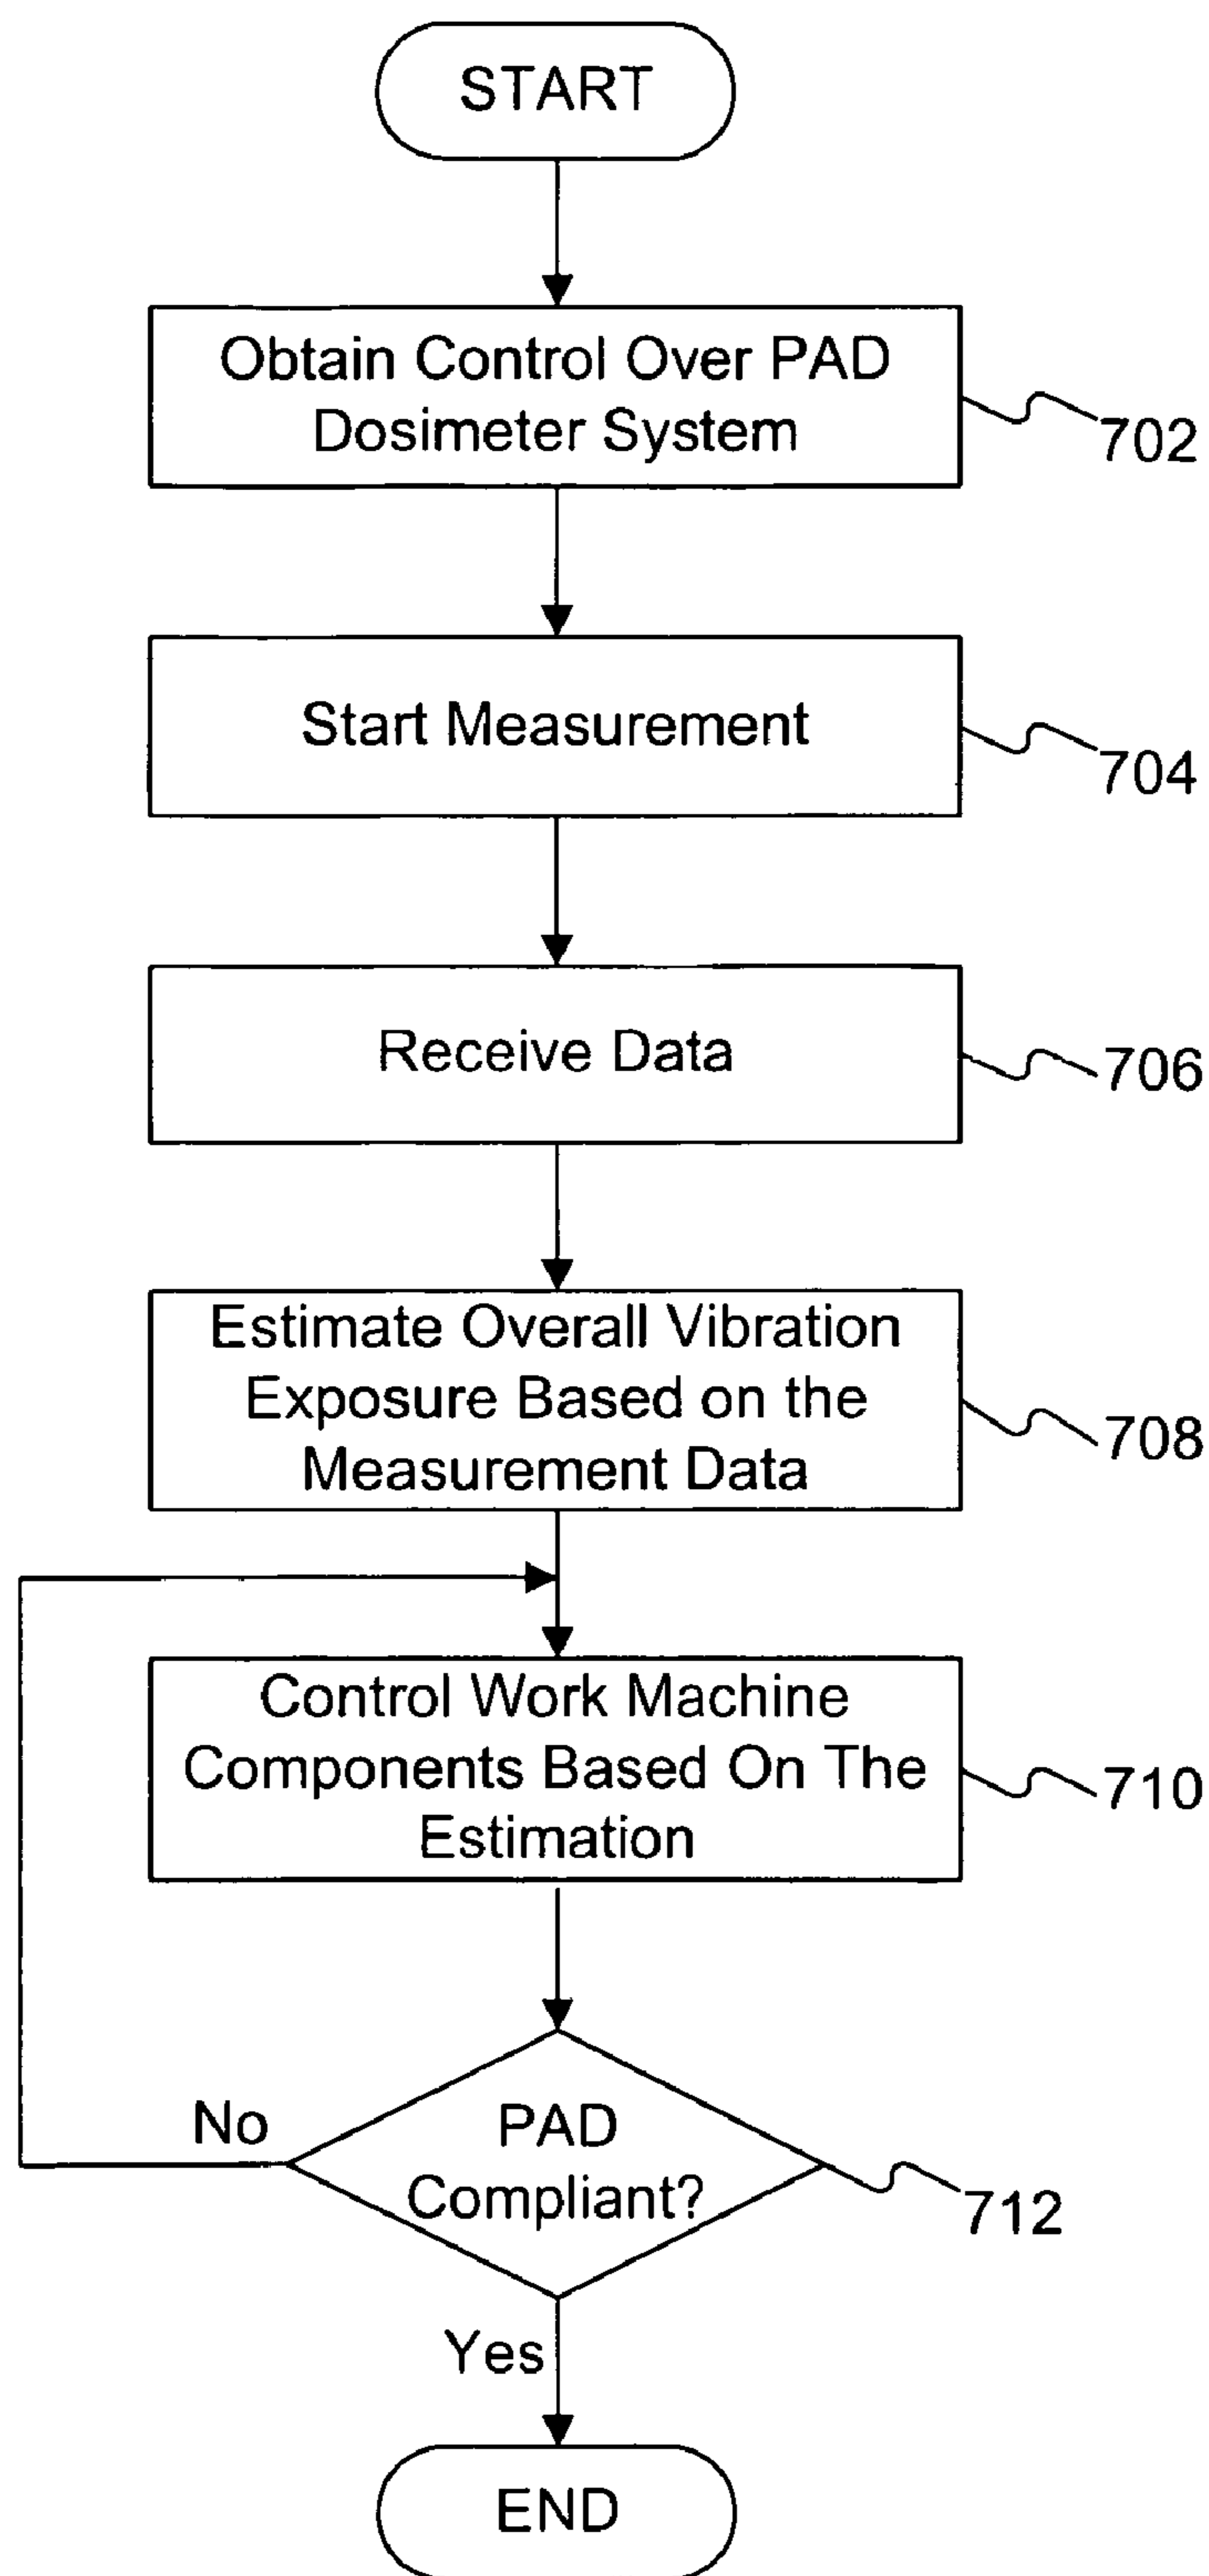 START
Obtain Control Over PAD
Dosimeter System
702
Start Measurement
704
Receive Data
706
Estimate Overall Vibration
Exposure Based on the
Measurement Data
708
Control Work Machine
Components Based On The
Estimation
710
No
PAD
Compliant?
712
Yes
END